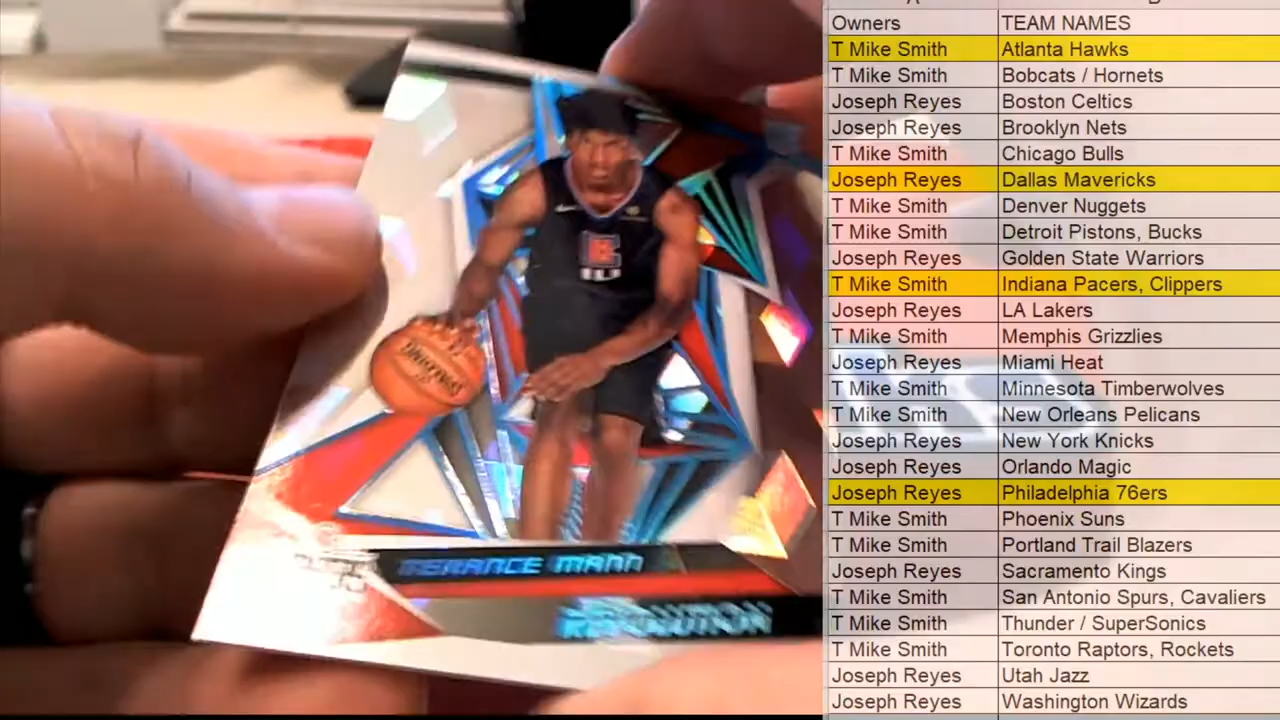 Owners TEAM NAMES
T Mike Smith Atlanta Hawks
T Mike Smith Bobcats / Hornets
Joseph Reyes Boston Celtics
Joseph Reyes Brooklyn Nets
T Mike Smith Chicago Bulls
Joseph Reyes Dallas Mavericks
T Mike Smith Denver Nuggets
T Mike Smith Detroit Pistons, Bucks
Joseph Reyes Golden State Warriors
T Mike Smith Indiana Pacers, Clippers
Joseph Reyes LA Lakers
T Mike Smith Memphis Grizzlies
Joseph Reyes Miami Heat
T Mike Smith Minnesota Timberwolves
T Mike Smith New Orleans Pelicans
Joseph Reyes New York Knicks
Joseph Reyes Orlando Magic
Joseph Reyes Philadelphia 76ers
T Mike Smith Phoenix Suns
T Mike Smith Portland Trail Blazers
Joseph Reyes Sacramento Kings
T Mike Smith San Antonio Spurs, Cavaliers
T Mike Smith Thunder / SuperSonics
T Mike Smith Toronto Raptors, Rockets
Joseph Reyes Utah Jazz
Joseph Reyes Washington Wizards
SPALDING
TERANCE MANN
REVOLUTION